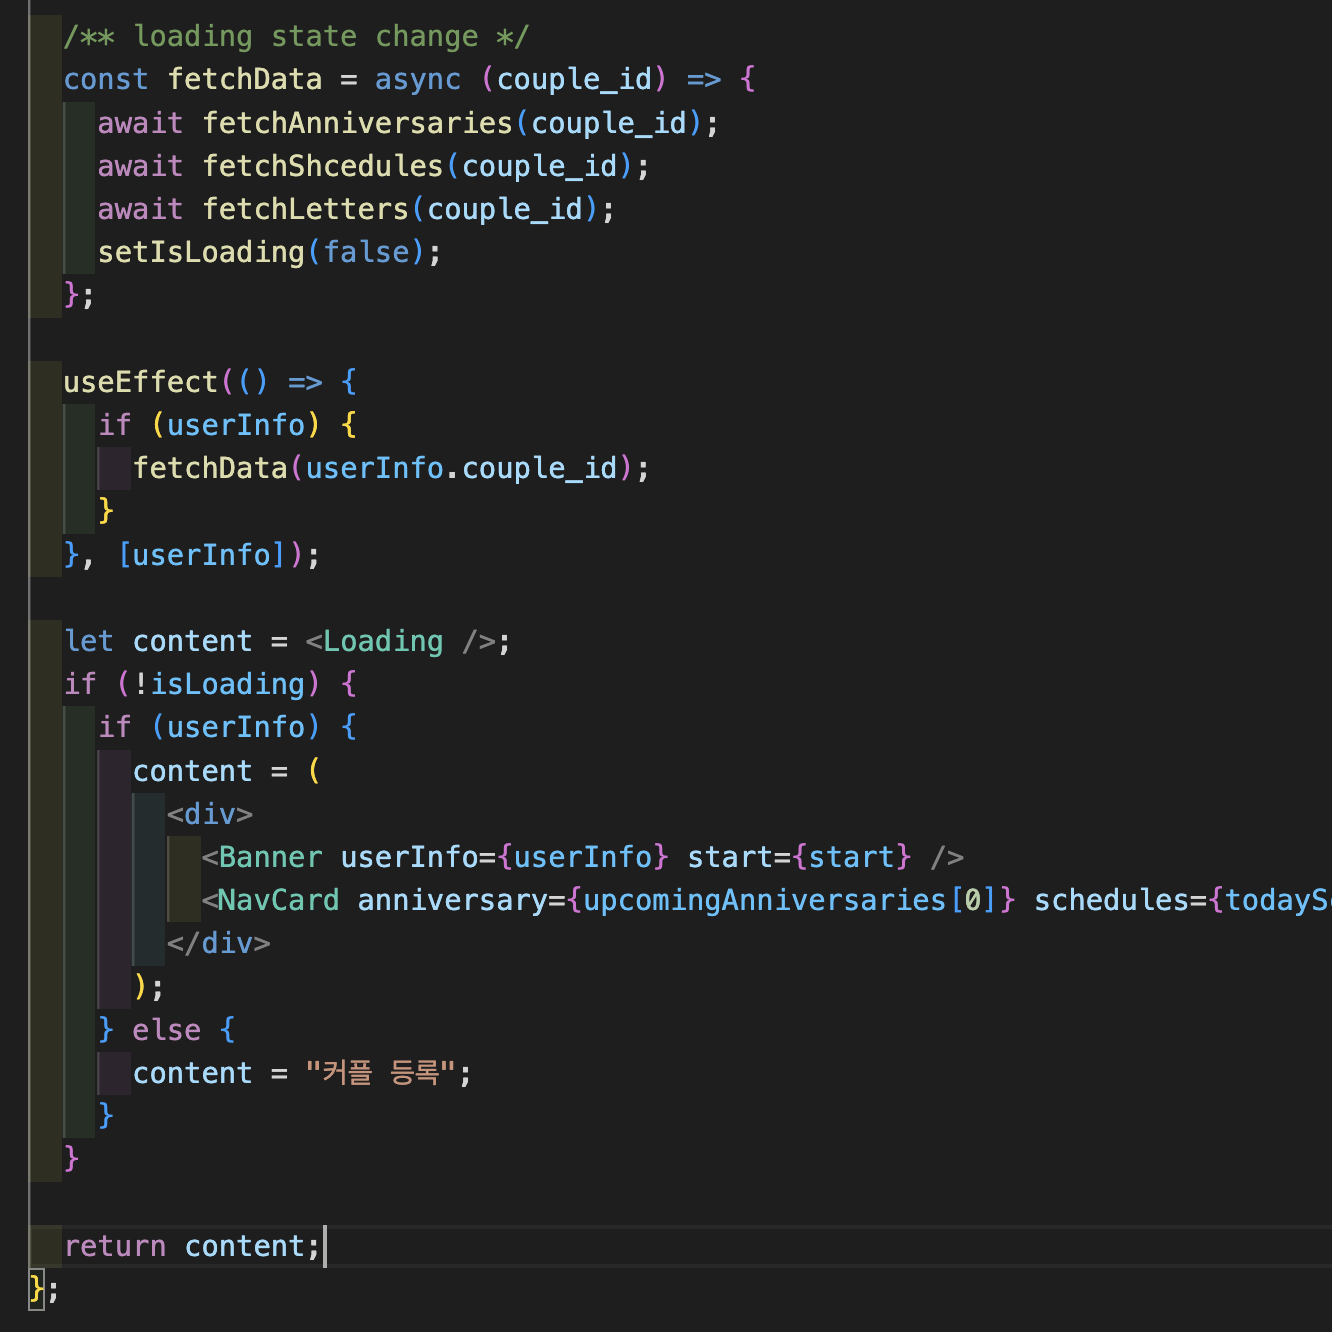 /** loading state change */
const fetchData = async (couple_id) => {
await fetchAnniversaries(couple_id);
await fetchShcedules(couple_id);
await fetchLetters(couple_id);
setIsLoading(false);
};
useEffect(() => {
if (userInfo) {
fetchData(userInfo.couple_id);
}
}, [userInfo]);
let content = <Loading />;
if (!isLoading) {
if (userInfo) {
content = (
<div>
<Banner userInfo={userInfo} start={start} />
<NavCard anniversary={upcomingAnniversaries[0]} schedules={todayS
</div>
);
} else {
content = "커플 등록";
}
}
return content;
};